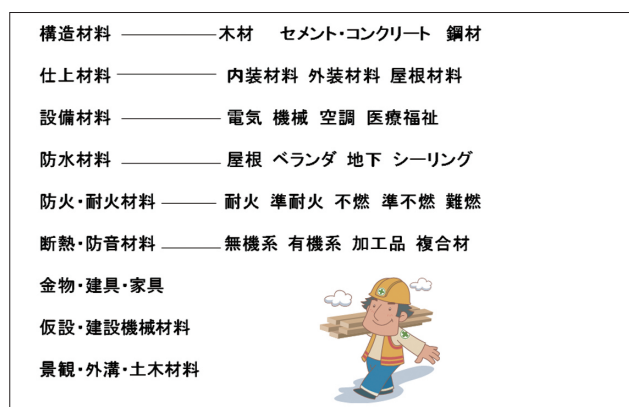 構造材料 木材 セメント・コンクリート 鋼材
仕上材料 内装材料 外装材料 屋根材料
設備材料 電気 機械 空調 医療福祉
防水材料 屋根 ベランダ 地下 シーリング
防火・耐火材料 耐火 準耐火 不燃 準不燃 難燃
断熱・防音材料 無機系 有機系 加工品 複合材
金物・建具・家具
仮設・建設機械材料
景観・外溝・土木材料